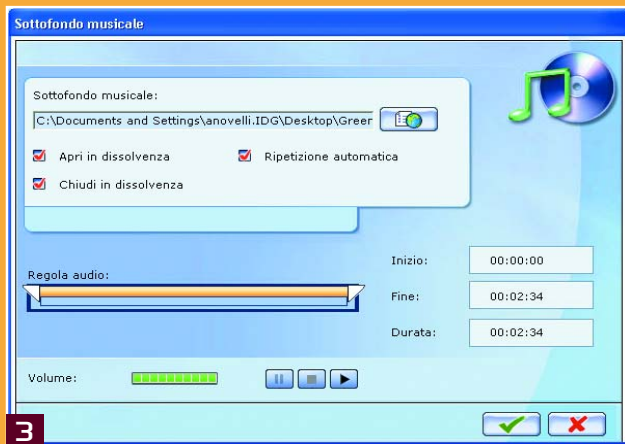 Sottofondo musicale
Sottofondo musicale:
C:\Documents and Settings\anovelli.IDG\Desktop\Greer
Apri in dissolvenza
Ripetizione automatica
Chiudi in dissolvenza
Inizio:
00:00:00
Regola audio:
Fine:
00:02:34
Durata:
00:02:34
Volume:
3